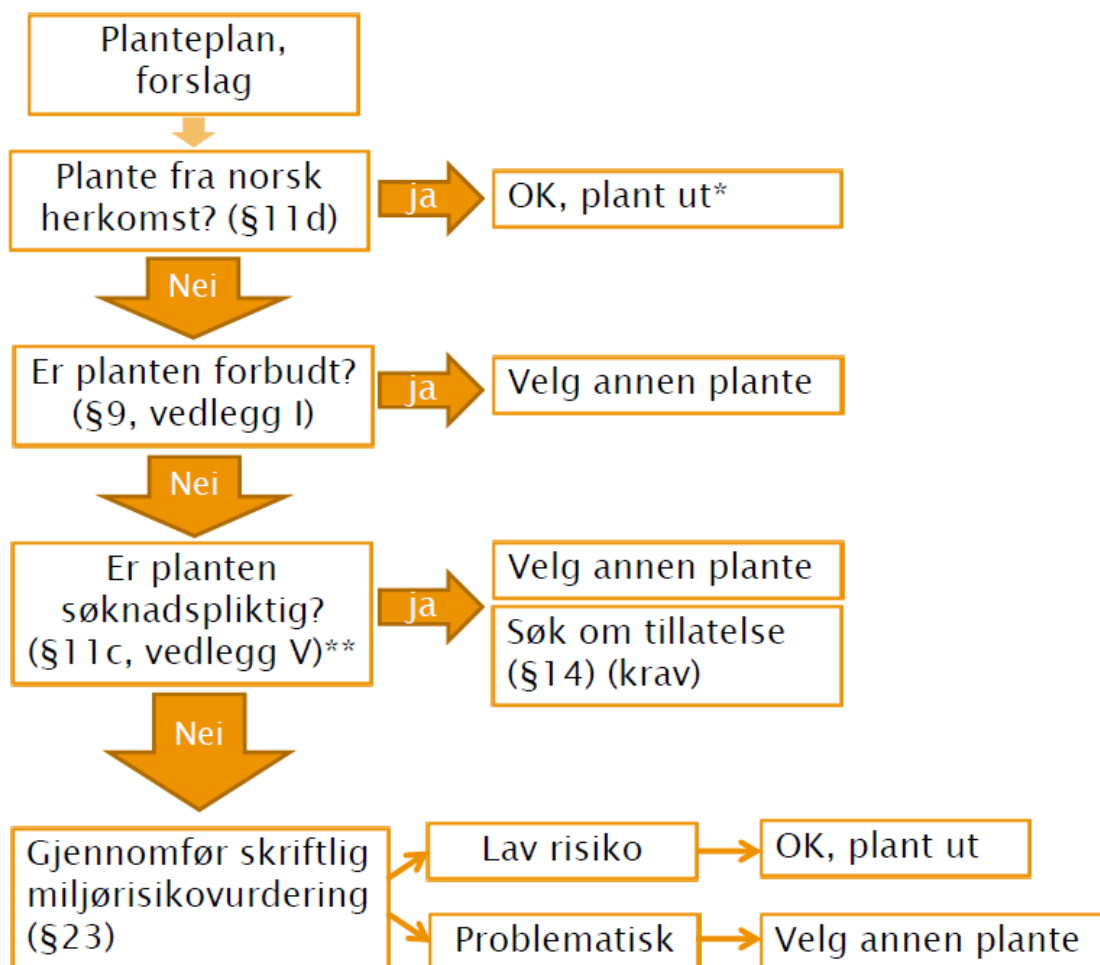 Planteplan,
forslag
Plante fra norsk
herkomst? (§11d)
ja
OK, plant ut*
Nei
Er planten forbudt?
(§9, vedlegg I)
ja
Velg annen plante
Nei
Er planten
søknadspliktig?
(§11c, vedlegg V)**
ja
Velg annen plante
Søk om tillatelse
(§14) (krav)
Nei
Gjennomfør skriftlig
miljørisikovurdering
(§23)
Lav risiko
OK, plant ut
Problematisk
Velg annen plante